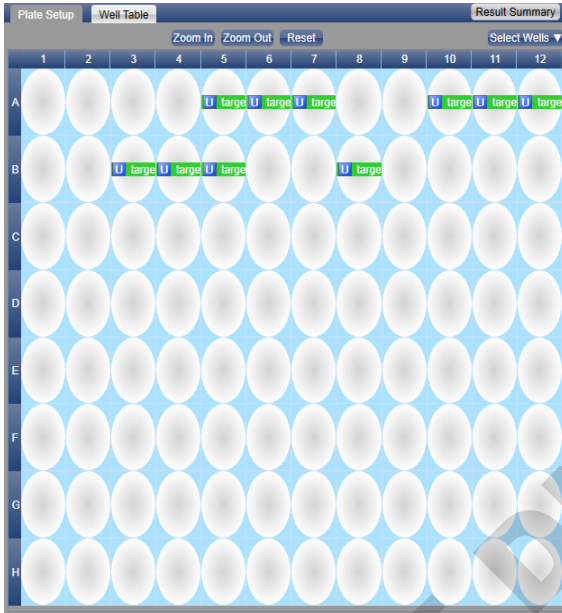 Plate Setup Well Table Result Summary
Zoom In Zoom Out Reset Select Wells ▼
1 2 3 4 5 6 7 8 9 10 11 12
A U targe U targe U targe U targe U targe U targe
B U targe U targe U targe U targe
C
D
E
F
G
H